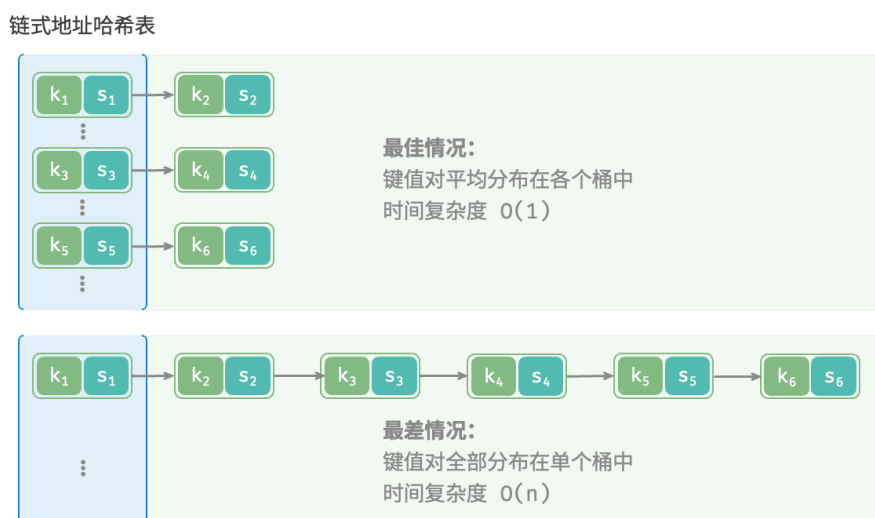 链式地址哈希表
k₁ s₁ k₂ s₂
k₃ s₃ k₄ s₄
k₅ s₅ k₆ s₆
最佳情况：
键值对平均分布在各个桶中
时间复杂度 O(1)
k₁ s₁ k₂ s₂ k₃ s₃ k₄ s₄ k₅ s₅ k₆ s₆
最差情况：
键值对全部分布在单个桶中
时间复杂度 O(n)